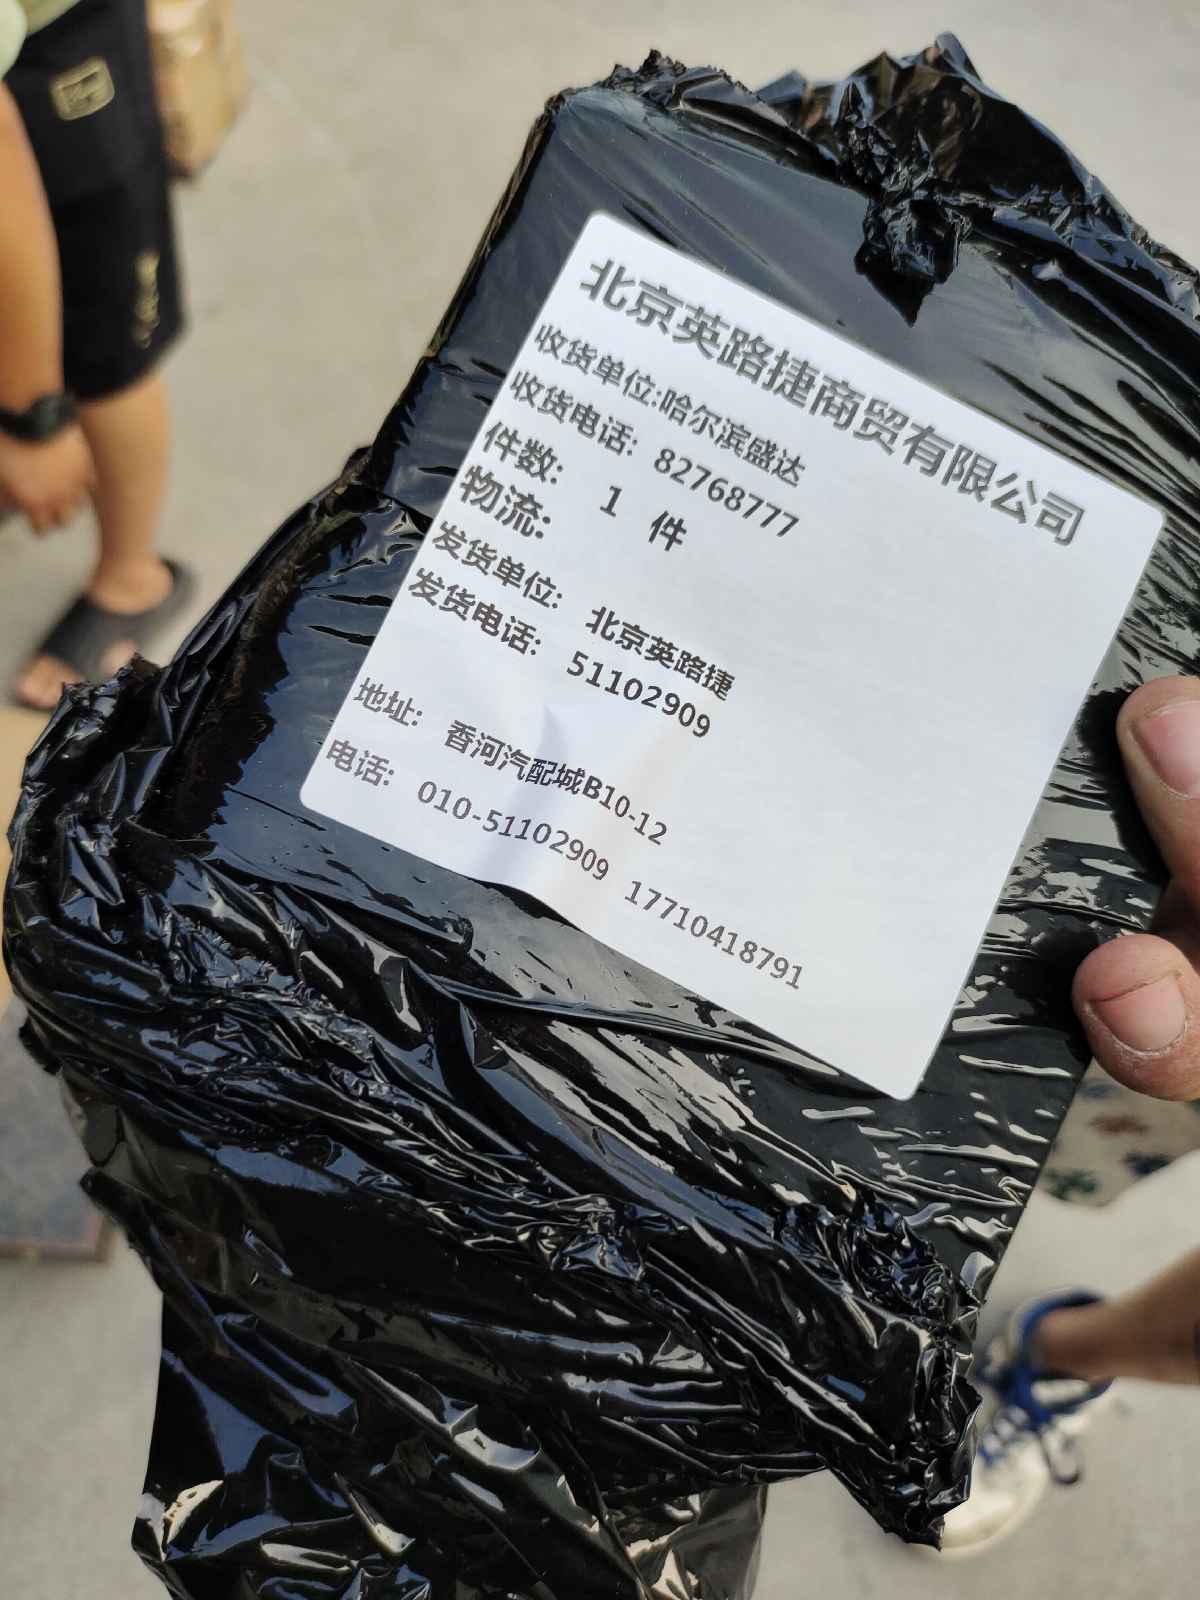 北京英路捷商贸有限公司
收货单位:哈尔滨盛达
收货电话: 82768777
件数: 1 件
物流:
发货单位: 北京英路捷
发货电话: 51102909
地址: 香河汽配城B10-12
电话: 010-51102909 17710418791